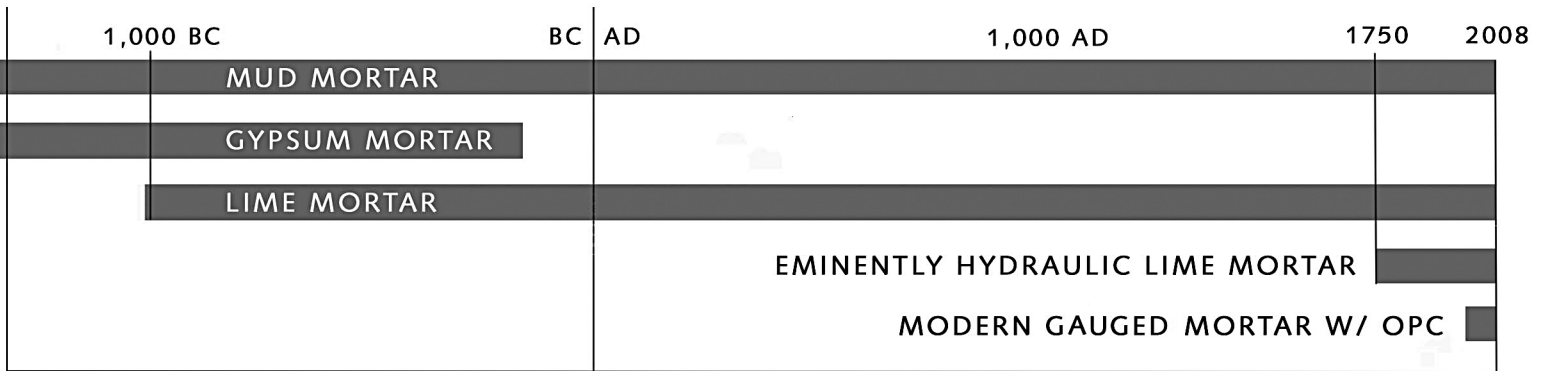 1,000 BC BC AD 1,000 AD 1750 2008
MUD MORTAR
GYPSUM MORTAR
LIME MORTAR
EMINENTLY HYDRAULIC LIME MORTAR
MODERN GAUGED MORTAR W/ OPC